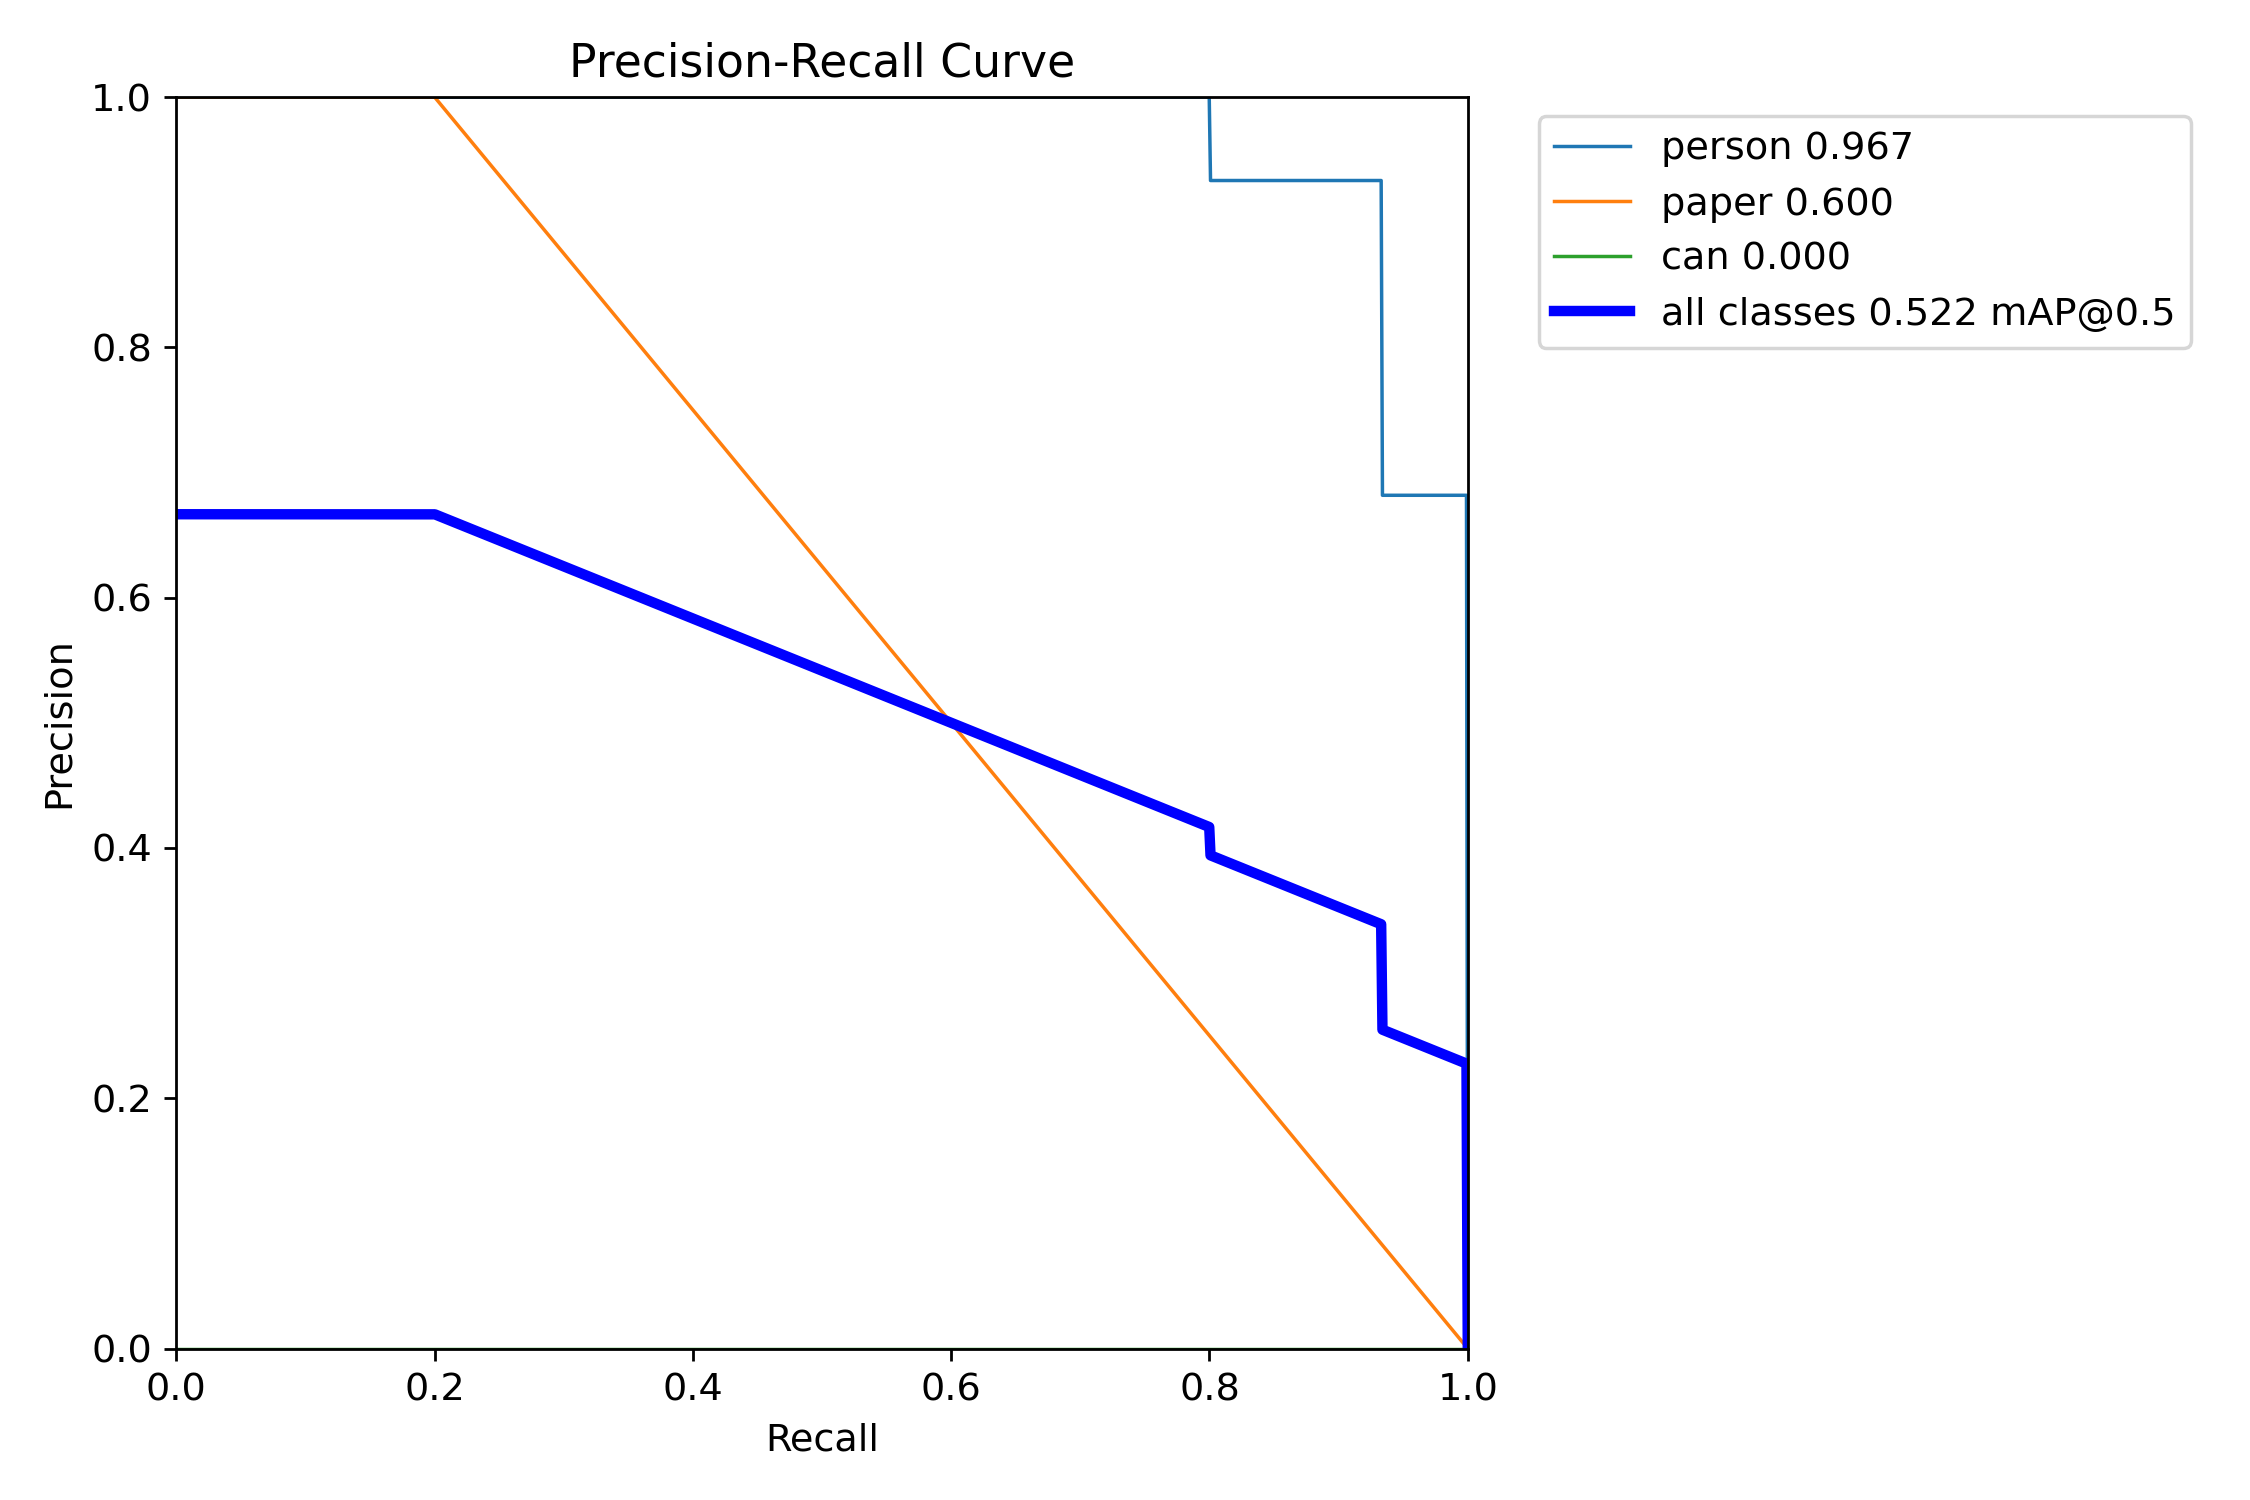 Precision-Recall Curve
1.0
0.8
0.6
0.4
0.2
0.0
Precision
0.0 0.2 0.4 0.6 0.8 1.0
Recall
person 0.967
paper 0.600
can 0.000
all classes 0.522 mAP@0.5